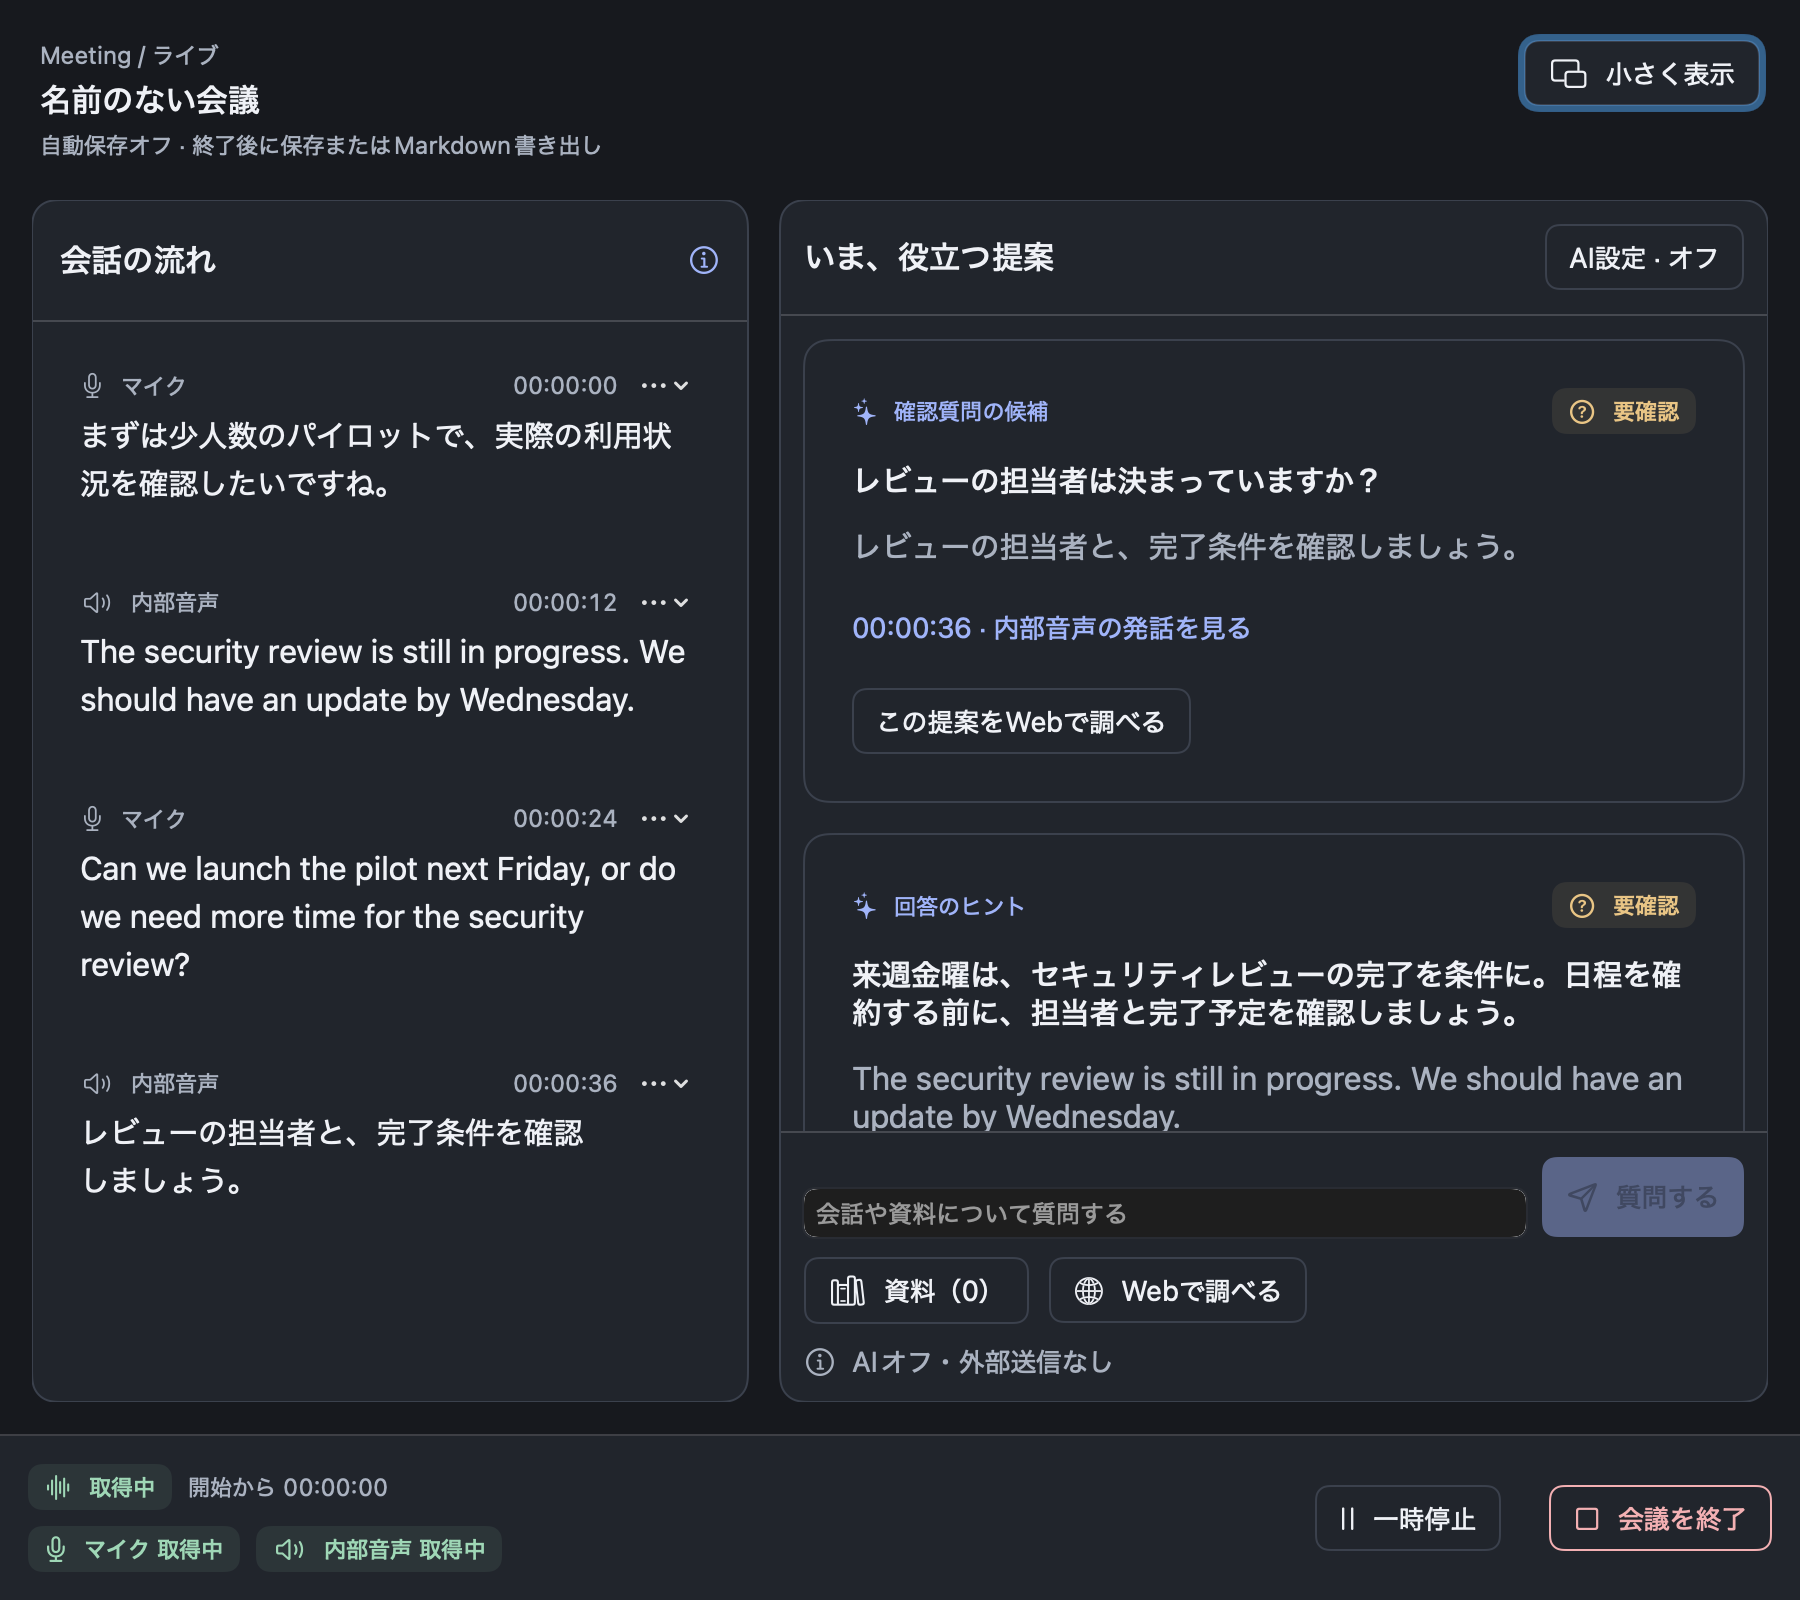 Meeting / ライブ
名前のない会議
自動保存オフ · 終了後に保存またはMarkdown書き出し
小さく表示
会話の流れ
マイク 00:00:00
まずは少人数のパイロットで、実際の利用状
況を確認したいですね。
内部音声 00:00:12
The security review is still in progress. We
should have an update by Wednesday.
マイク 00:00:24
Can we launch the pilot next Friday, or do
we need more time for the security
review?
内部音声 00:00:36
レビューの担当者と、完了条件を確認
しましょう。
いま、役立つ提案
AI設定 · オフ
確認質問の候補
要確認
レビューの担当者は決まっていますか？
レビューの担当者と、完了条件を確認しましょう。
00:00:36 · 内部音声の発話を見る
この提案をWebで調べる
回答のヒント
要確認
来週金曜は、セキュリティレビューの完了を条件に。日程を確
約する前に、担当者と完了予定を確認しましょう。
The security review is still in progress. We should have an
update by Wednesday.
会話や資料について質問する
質問する
資料（0）
Webで調べる
AIオフ・外部送信なし
取得中 開始から 00:00:00
マイク 取得中
内部音声 取得中
一時停止
会議を終了